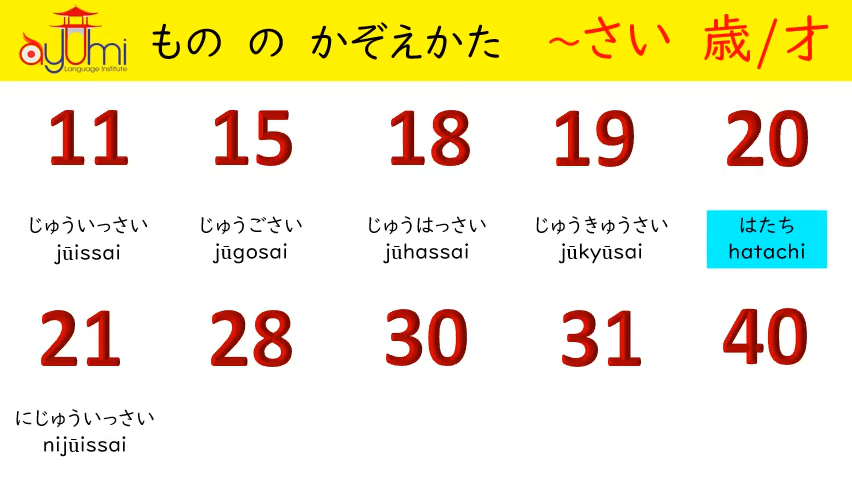 ayumi
Language Institute
もの の かぞえかた ~さい 歳/才
11 15 18 19 20
じゅういっさい じゅうごさい じゅうはっさい じゅうきゅうさい はたち
jūissai jūgosai jūhassai jūkyūsai hatachi
21 28 30 31 40
にじゅういっさい
nijūissai